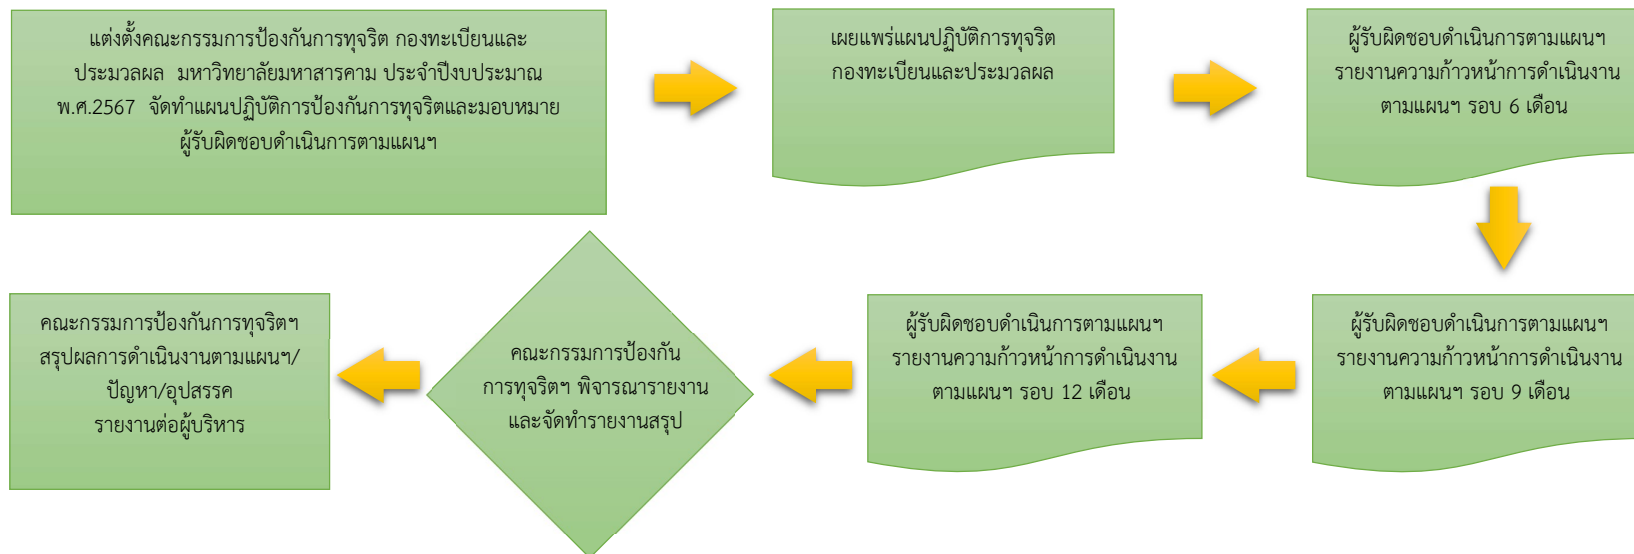 แต่งตั้งคณะกรรมการป้องกันการทุจริต กองทะเบียนและ
ประมวลผล มหาวิทยาลัยมหาสารคาม ประจำปีงบประมาณ
พ.ศ.2567 จัดทำแผนปฏิบัติการป้องกันการทุจริตและมอบหมาย
ผู้รับผิดชอบดำเนินการตามแผนฯ
เผยแพร่แผนปฏิบัติการทุจริต
กองทะเบียนและประมวลผล
ผู้รับผิดชอบดำเนินการตามแผนฯ
รายงานความก้าวหน้าการดำเนินงาน
ตามแผนฯ รอบ 6 เดือน
ผู้รับผิดชอบดำเนินการตามแผนฯ
รายงานความก้าวหน้าการดำเนินงาน
ตามแผนฯ รอบ 9 เดือน
ผู้รับผิดชอบดำเนินการตามแผนฯ
รายงานความก้าวหน้าการดำเนินงาน
ตามแผนฯ รอบ 12 เดือน
คณะกรรมการป้องกัน
การทุจริตฯ พิจารณารายงาน
และจัดทำรายงานสรุป
คณะกรรมการป้องกันการทุจริตฯ
สรุปผลการดำเนินงานตามแผนฯ/
ปัญหา/อุปสรรค
รายงานต่อผู้บริหาร